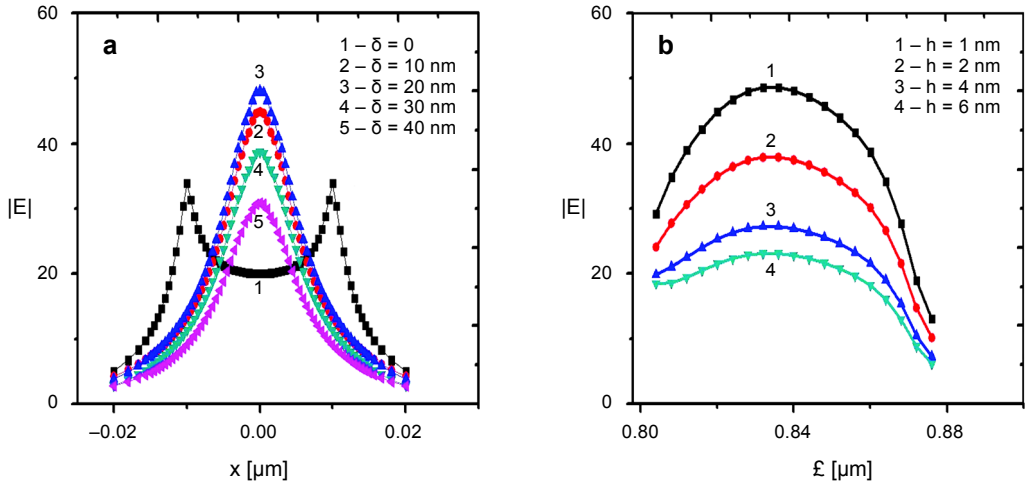 60
40
20
0
|E|
a
1 – δ = 0
2 – δ = 10 nm
3 – δ = 20 nm
4 – δ = 30 nm
5 – δ = 40 nm
3
2
4
5
1
–0.02
0.00
0.02
x [µm]
60
40
20
0
|E|
b
1 – h = 1 nm
2 – h = 2 nm
3 – h = 4 nm
4 – h = 6 nm
1
2
3
4
0.80
0.84
0.88
£ [µm]